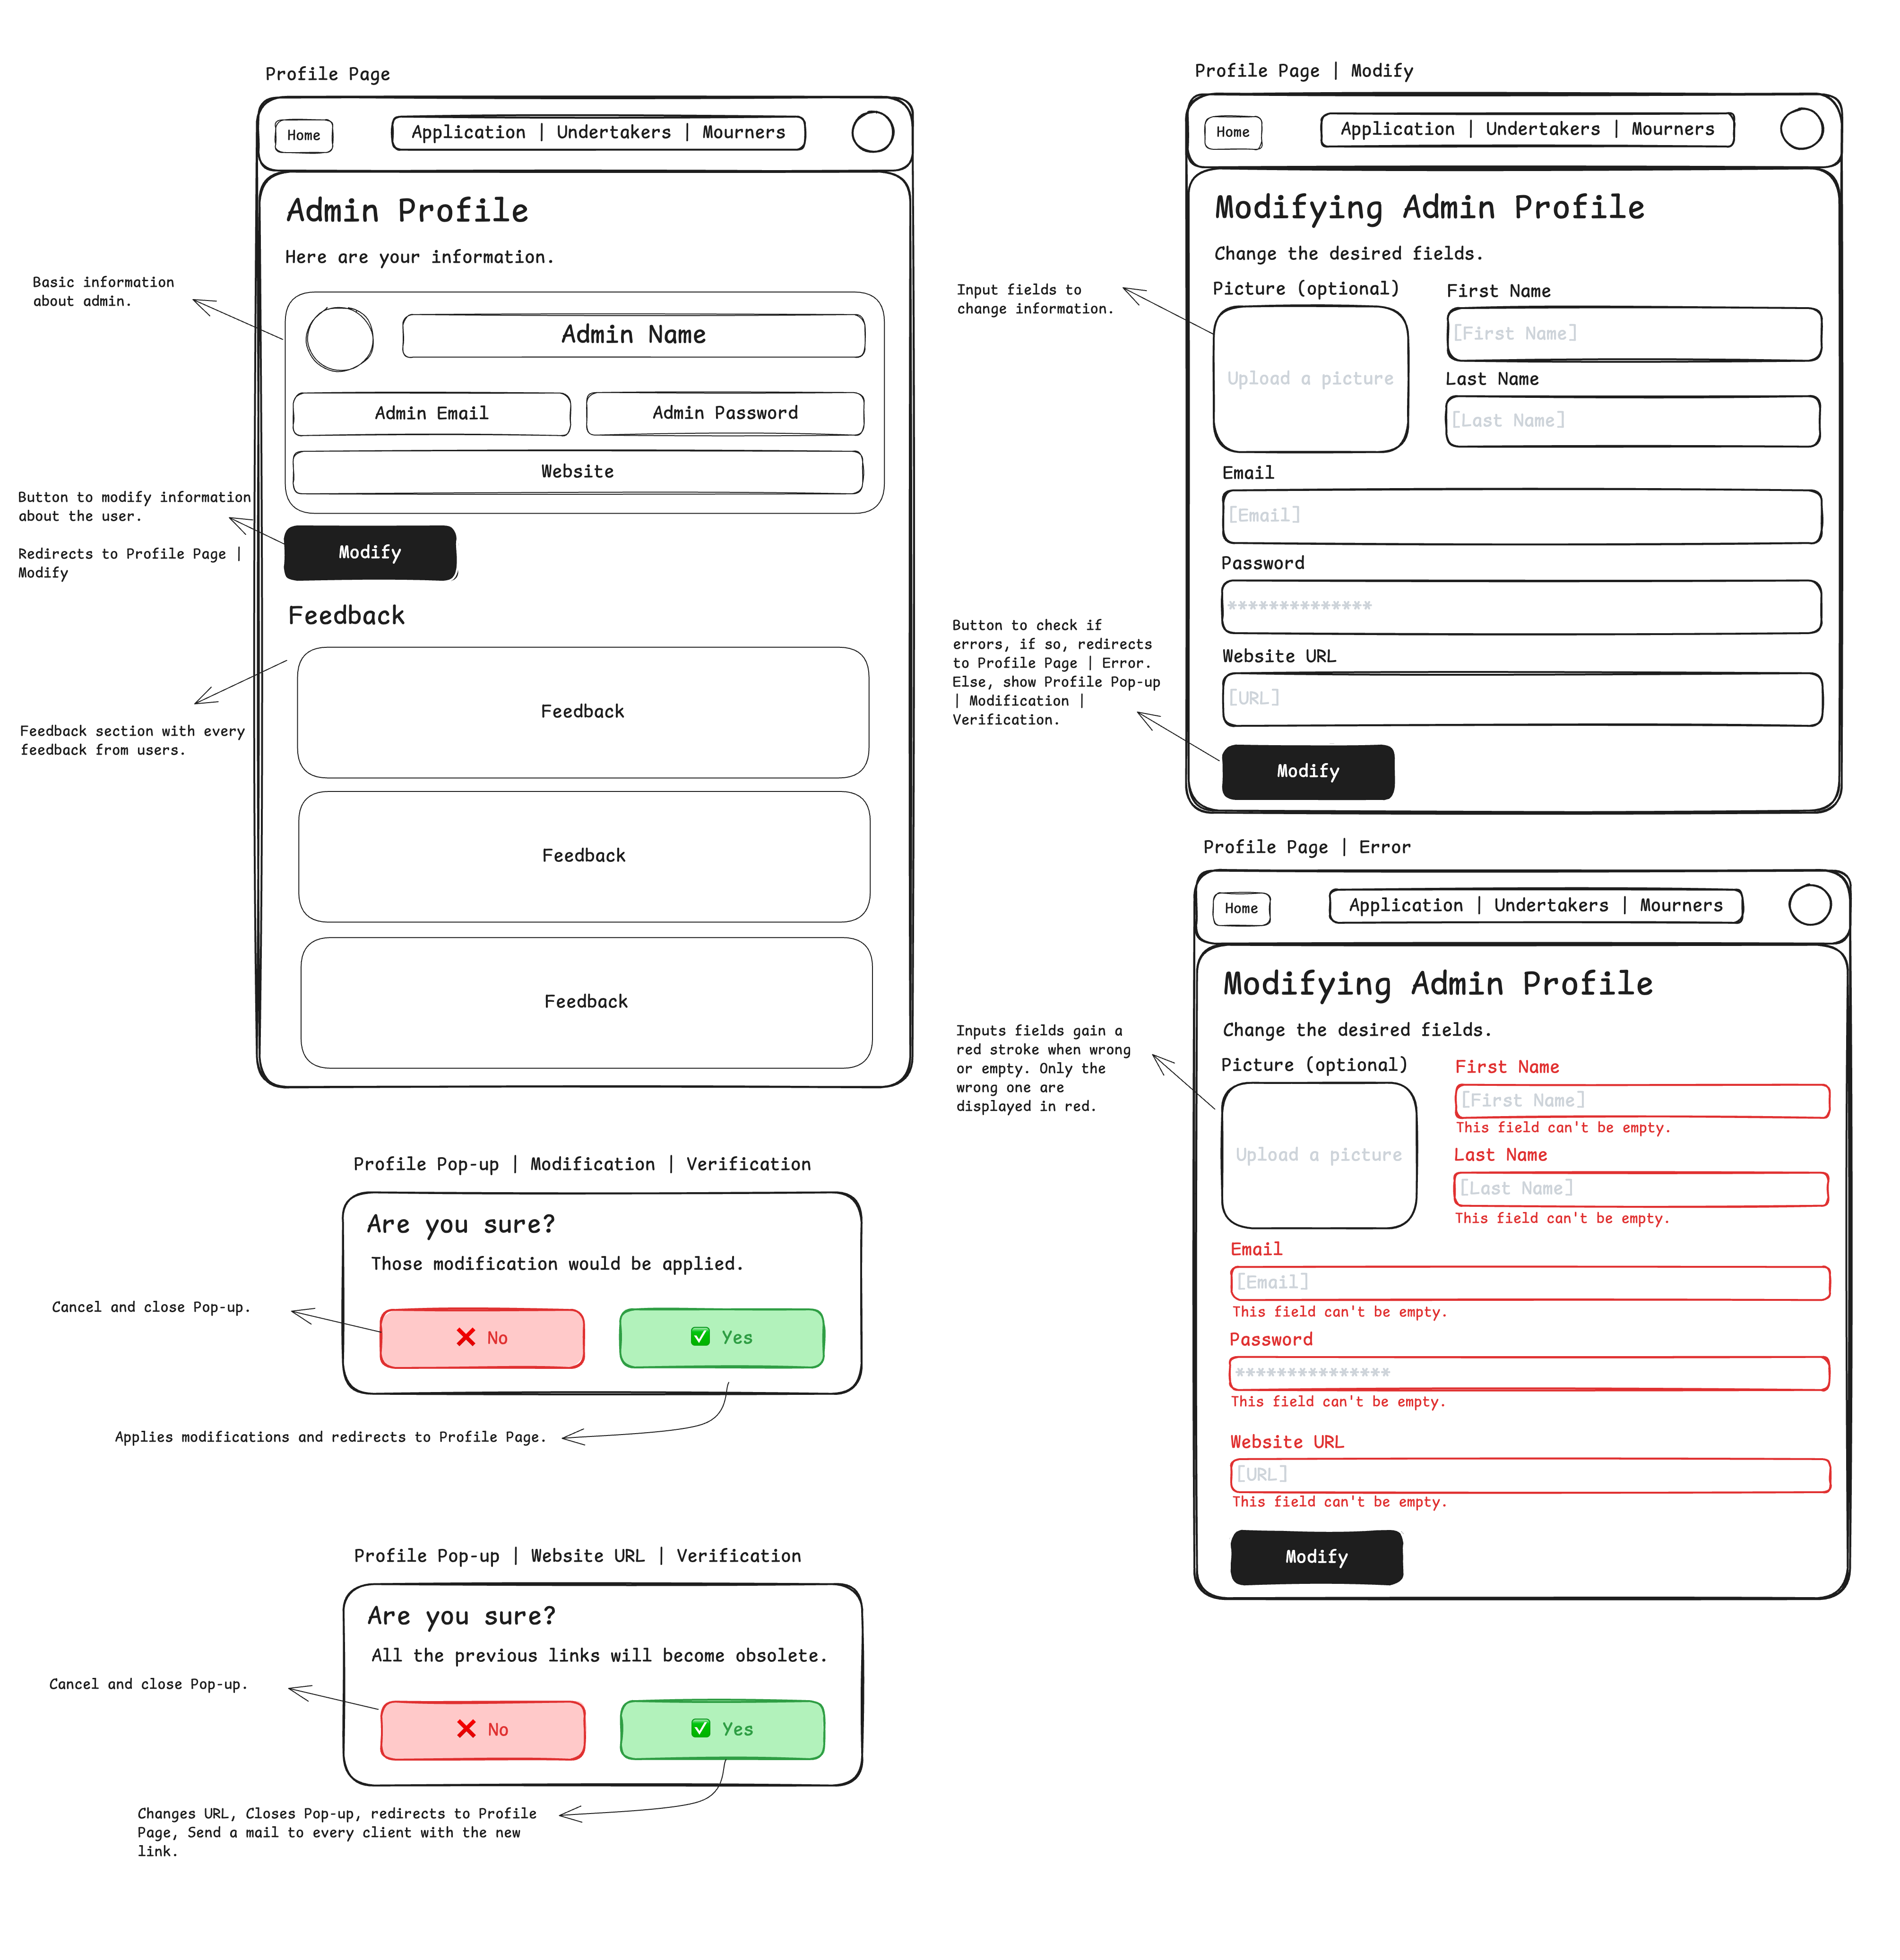 Profile Page
Home
Application | Undertakers | Mourners
Admin Profile
Here are your information.
Basic information
about admin.
Admin Name
Admin Email
Admin Password
Website
Button to modify information
about the user.
Redirects to Profile Page |
Modify
Modify
Feedback
Feedback
Feedback section with every
feedback from users.
Feedback
Feedback
Profile Pop-up | Modification | Verification
Are you sure?
Those modification would be applied.
Cancel and close Pop-up.
❌ No
✅ Yes
Applies modifications and redirects to Profile Page.
Profile Pop-up | Website URL | Verification
Are you sure?
All the previous links will become obsolete.
Cancel and close Pop-up.
❌ No
✅ Yes
Changes URL, Closes Pop-up, redirects to Profile
Page, Send a mail to every client with the new
link.
Profile Page | Modify
Home
Application | Undertakers | Mourners
Modifying Admin Profile
Change the desired fields.
Input fields to
change information.
Picture (optional)
Upload a picture
First Name
[First Name]
Last Name
[Last Name]
Email
[Email]
Password
**************
Website URL
[URL]
Button to check if
errors, if so, redirects
to Profile Page | Error.
Else, show Profile Pop-up
| Modification |
Verification.
Modify
Profile Page | Error
Home
Application | Undertakers | Mourners
Modifying Admin Profile
Change the desired fields.
Inputs fields gain a
red stroke when wrong
or empty. Only the
wrong one are
displayed in red.
Picture (optional)
Upload a picture
First Name
[First Name]
This field can't be empty.
Last Name
[Last Name]
This field can't be empty.
Email
[Email]
This field can't be empty.
Password
***************
This field can't be empty.
Website URL
[URL]
This field can't be empty.
Modify